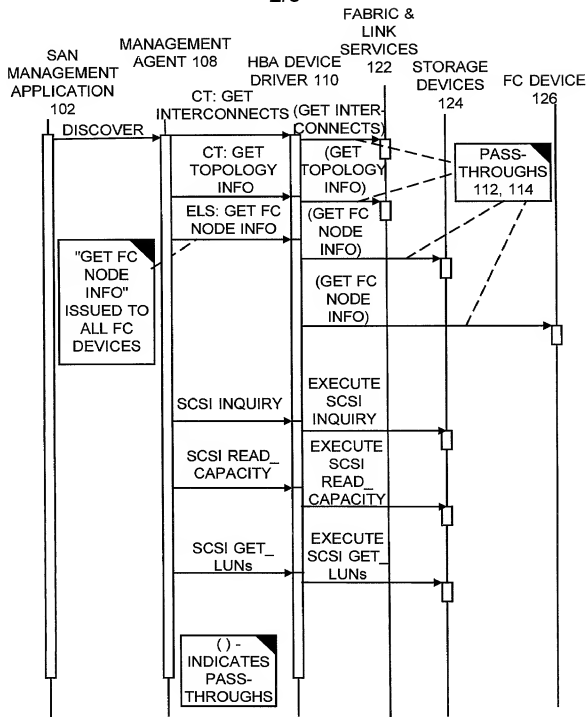 FABRIC &
LINK
SERVICES
122
SAN
MANAGEMENT
APPLICATION
102
MANAGEMENT
AGENT 108
HBA DEVICE
DRIVER 110
STORAGE
DEVICES
124
FC DEVICE
126
DISCOVER
CT: GET
INTERCONNECTS
(GET INTER-
CONNECTS)
CT: GET
TOPOLOGY
INFO
(GET
TOPOLOGY
INFO)
PASS-
THROUGHS
112, 114
ELS: GET FC
NODE INFO
(GET FC
NODE
INFO)
"GET FC
NODE
INFO"
ISSUED TO
ALL FC
DEVICES
(GET FC
NODE
INFO)
SCSI INQUIRY
EXECUTE
SCSI
INQUIRY
SCSI READ_
CAPACITY
EXECUTE
SCSI
READ_
CAPACITY
SCSI GET_
LUNs
EXECUTE
SCSI GET_
LUNs
( ) -
INDICATES
PASS-
THROUGHS